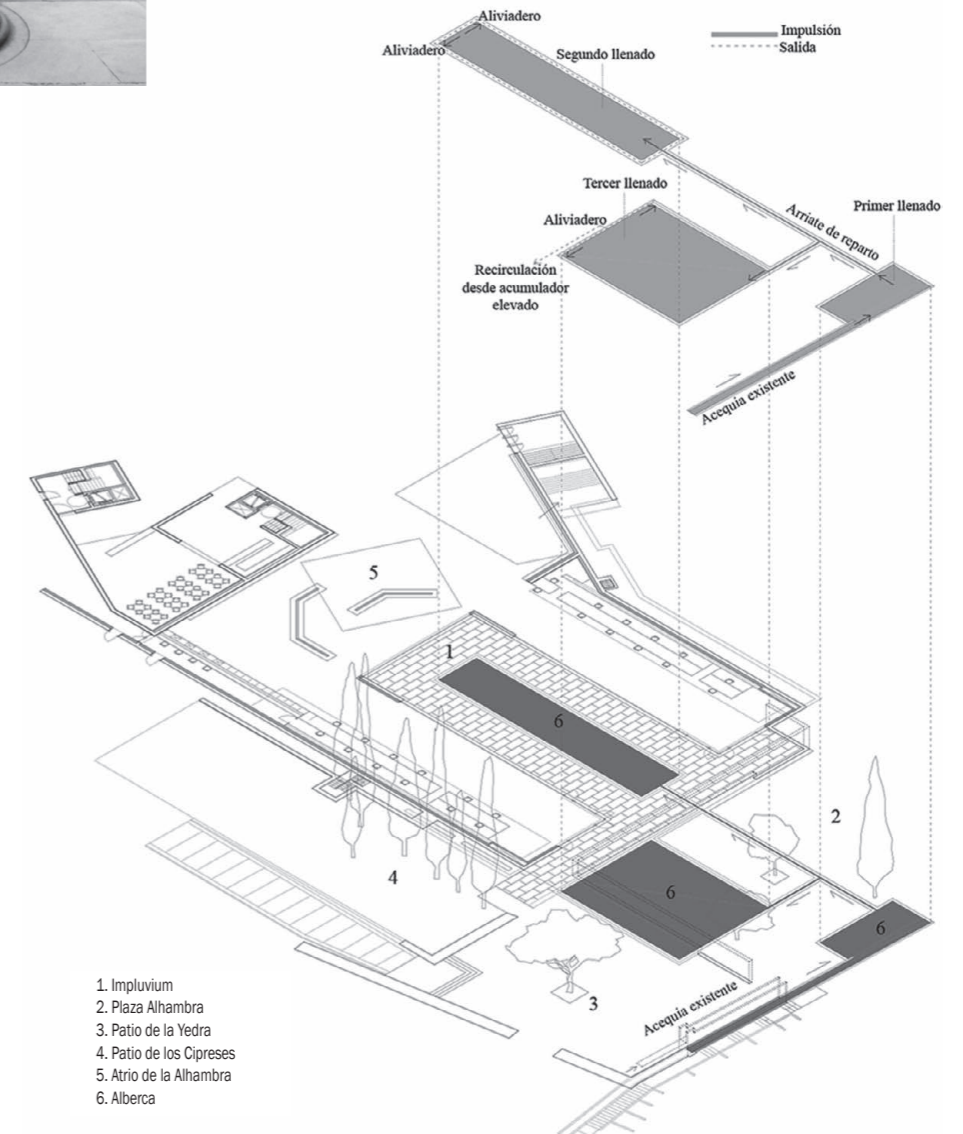 Aliviadero
Aliviadero
Segundo llenado
Impulsión
Salida
Tercer llenado
Aliviadero
Arriate de reparto
Primer llenado
Recirculación
desde acumulador
elevado
Acequia existente
5
1
6
2
4
6
6
3
Acequia existente
1. Impluvium
2. Plaza Alhambra
3. Patio de la Yedra
4. Patio de los Cipreses
5. Atrio de la Alhambra
6. Alberca